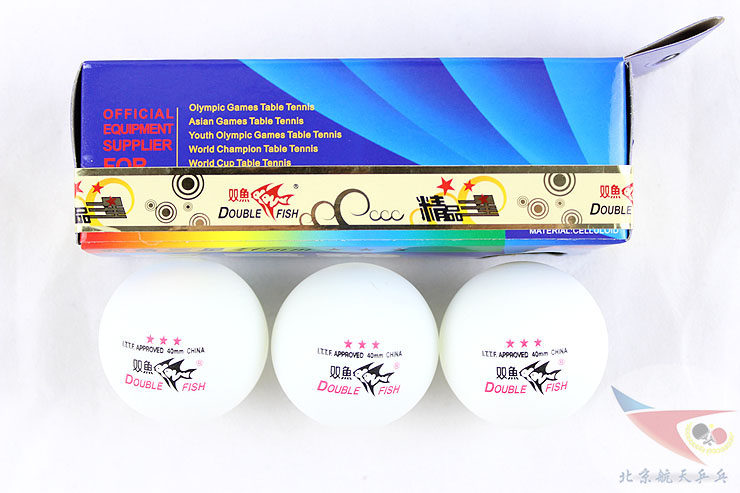 OFFICIAL
EQUIPMENT
SUPPLIER
FOR
Olympic Games Table Tennis
Asian Games Table Tennis
Youth Olympic Games Table Tennis
World Champion Table Tennis
World Cup Table Tennis
双魚
DOUBLE FISH
®
精品
双魚
DOUBLE FISH
MATERIAL:CELLULOID
★★★
I.T.T.F. APPROVED 40mm CHINA
双魚 ®
DOUBLE FISH
★★★
I.T.T.F. APPROVED 40mm CHINA
双魚 ®
DOUBLE FISH
★★★
I.T.T.F. APPROVED 40mm CHINA
双魚 ®
DOUBLE FISH
北京航天乒乓